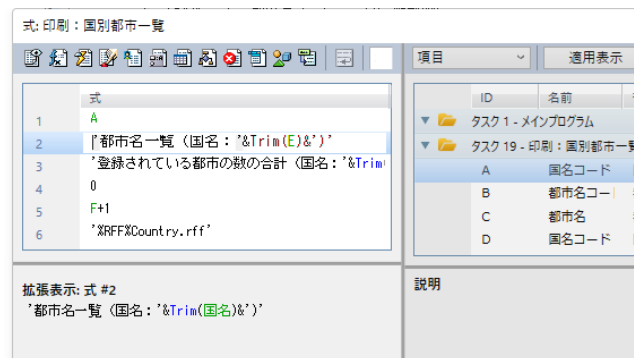 式: 印刷：国別都市一覧
項目
適用表示
式
1 A
2 '都市名一覧（国名：'&Trim(E)&')'
3 '登録されている都市の数の合計（国名：'&Trim(
4 0
5 F+1
6 '%RFF%Country.rff'
ID 名前
タスク 1 - メインプログラム
タスク 19 - 印刷：国別都市一覧
A 国名コード
B 都市名コード
C 都市名
D 国名コード
拡張表示: 式 #2
'都市名一覧（国名：'&Trim(国名)&')'
説明